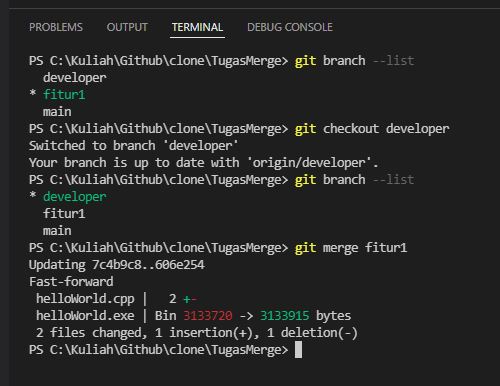 PROBLEMS OUTPUT TERMINAL DEBUG CONSOLE
PS C:\Kuliah\Github\clone\TugasMerge> git branch --list
  developer
* fitur1
  main
PS C:\Kuliah\Github\clone\TugasMerge> git checkout developer
Switched to branch 'developer'
Your branch is up to date with 'origin/developer'.
PS C:\Kuliah\Github\clone\TugasMerge> git branch --list
* developer
  fitur1
  main
PS C:\Kuliah\Github\clone\TugasMerge> git merge fitur1
Updating 7c4b9c8..606e254
Fast-forward
 helloWorld.cpp |   2 +-
 helloWorld.exe | Bin 3133720 -> 3133915 bytes
 2 files changed, 1 insertion(+), 1 deletion(-)
PS C:\Kuliah\Github\clone\TugasMerge>